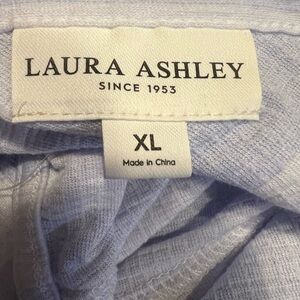 LAURA ASHLEY
SINCE 1953
XL
Made in China